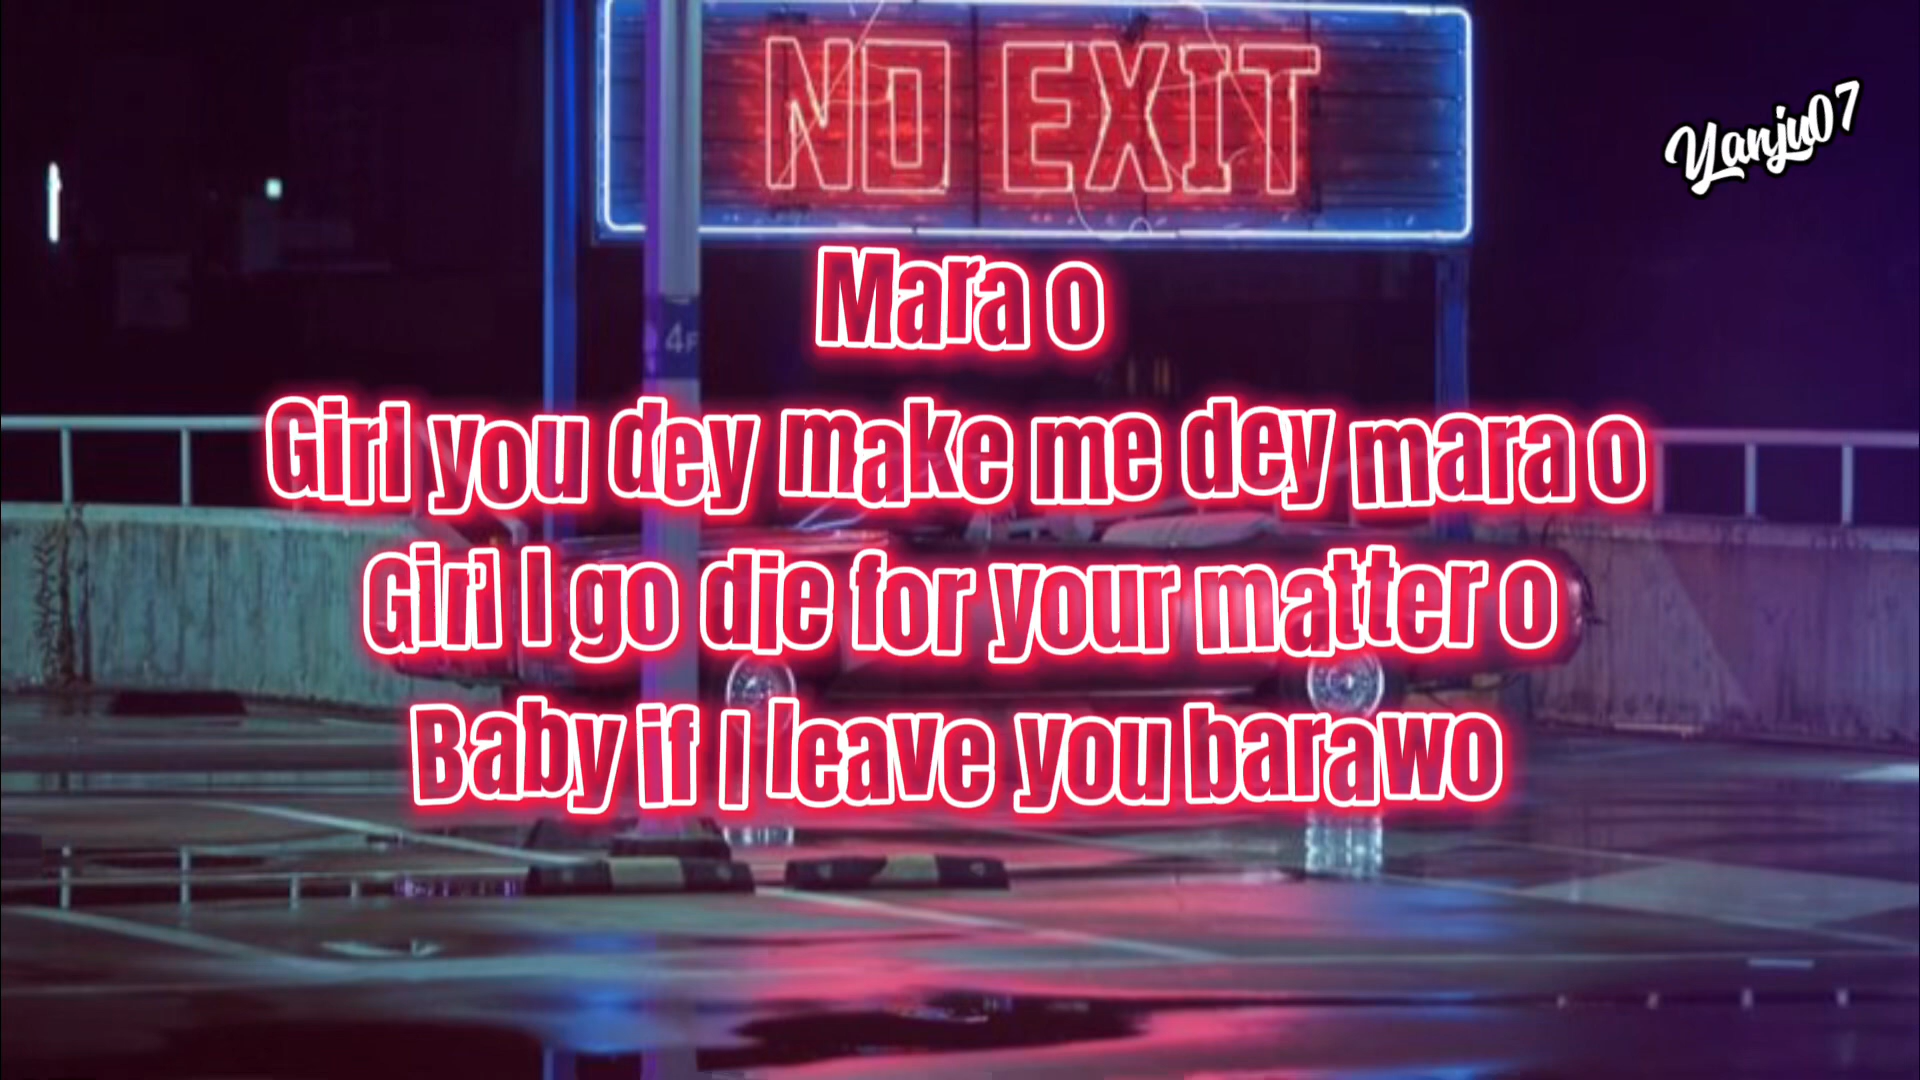 NO EXIT
Yanju07
Mara o
4F
Girl you dey make me dey mara o
Girl I go die for your matter o
Baby if I leave you barawo